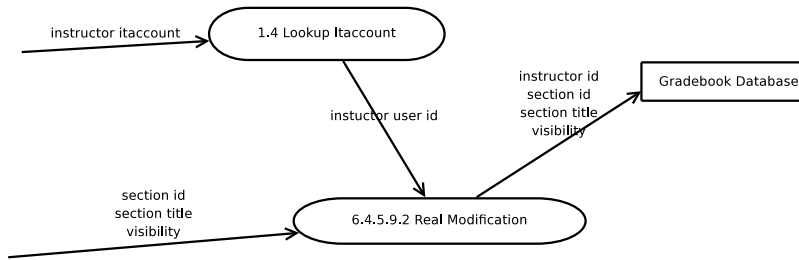 instructor itaccount
1.4 Lookup Itaccount
instructor id
section id
section title
visibility
Gradebook Database
instuctor user id
section id
section title
visibility
6.4.5.9.2 Real Modification